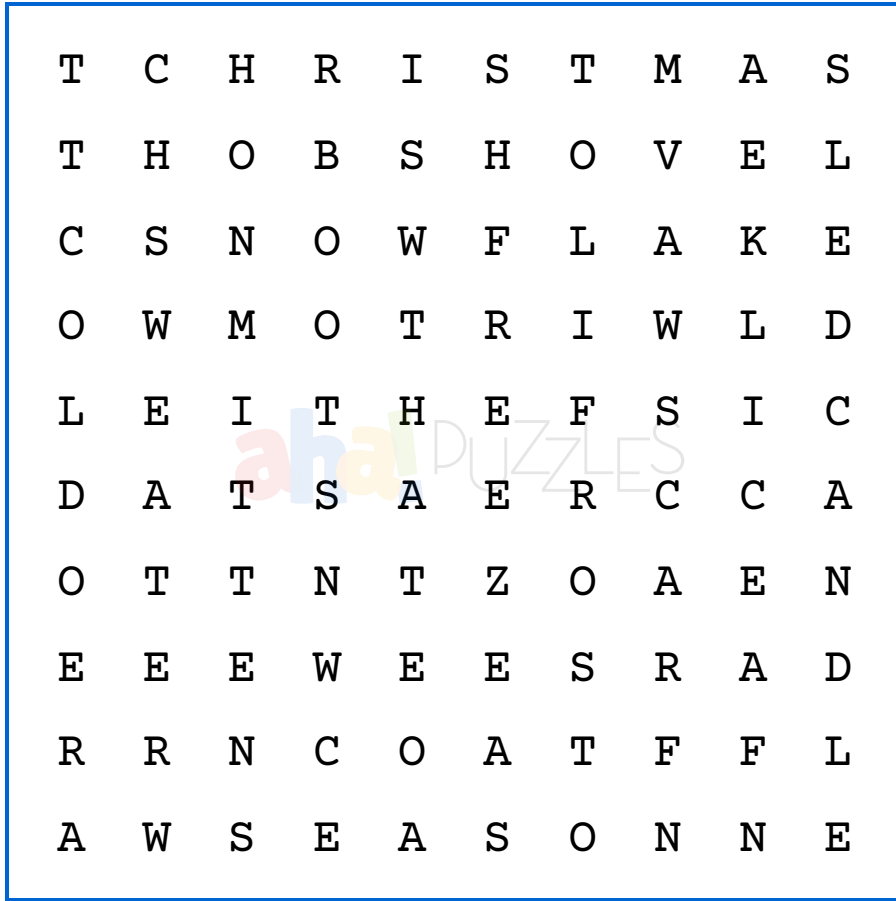 T C H R I S T M A S
T H O B S H O V E L
C S N O W F L A K E
O W M O T R I W L D
L E I T H E F S I C
aha! PUZZLES
D A T S A E R C C A
O T T N T Z O A E N
E E E W E E S R A D
R R N C O A T F F L
A W S E A S O N N E